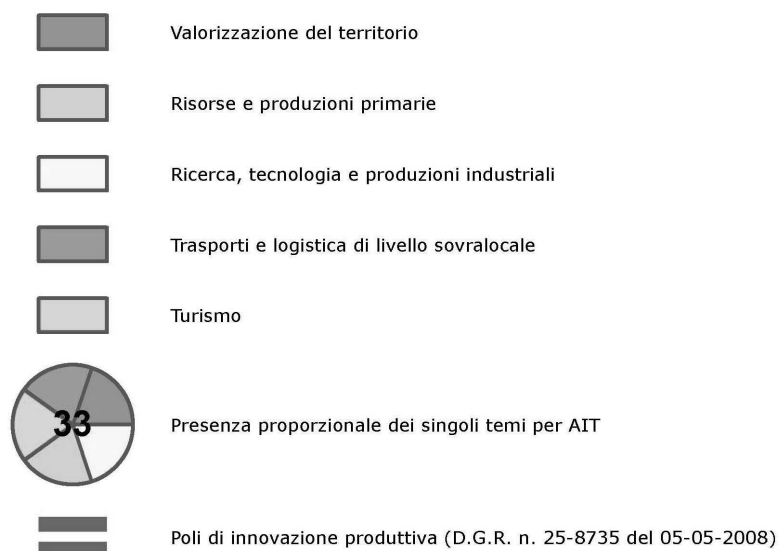 Valorizzazione del territorio
Risorse e produzioni primarie
Ricerca, tecnologia e produzioni industriali
Trasporti e logistica di livello sovralocale
Turismo
33
Presenza proporzionale dei singoli temi per AIT
Poli di innovazione produttiva (D.G.R. n. 25-8735 del 05-05-2008)